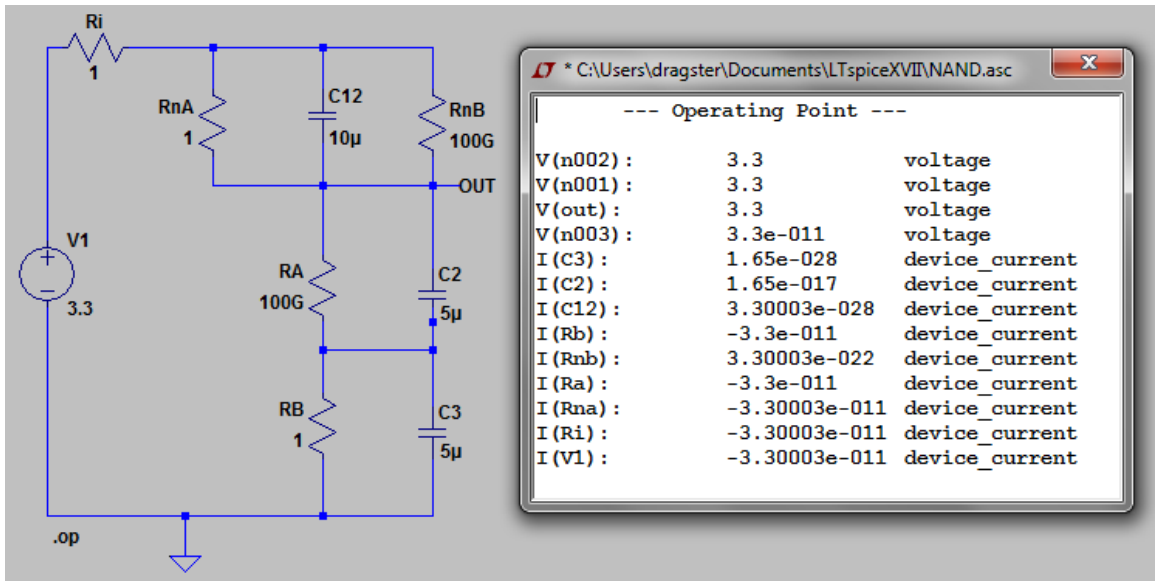 Ri
1
RnA
1
C12
10µ
RnB
100G
OUT
V1
3.3
RA
100G
C2
5µ
RB
1
C3
5µ
.op
* C:\Users\dragster\Documents\LTspiceXVII\NAND.asc
--- Operating Point ---
V(n002): 3.3 voltage
V(n001): 3.3 voltage
V(out): 3.3 voltage
V(n003): 3.3e-011 voltage
I(C3): 1.65e-028 device_current
I(C2): 1.65e-017 device_current
I(C12): 3.30003e-028 device_current
I(Rb): -3.3e-011 device_current
I(Rnb): 3.30003e-022 device_current
I(Ra): -3.3e-011 device_current
I(Rna): -3.30003e-011 device_current
I(Ri): -3.30003e-011 device_current
I(V1): -3.30003e-011 device_current